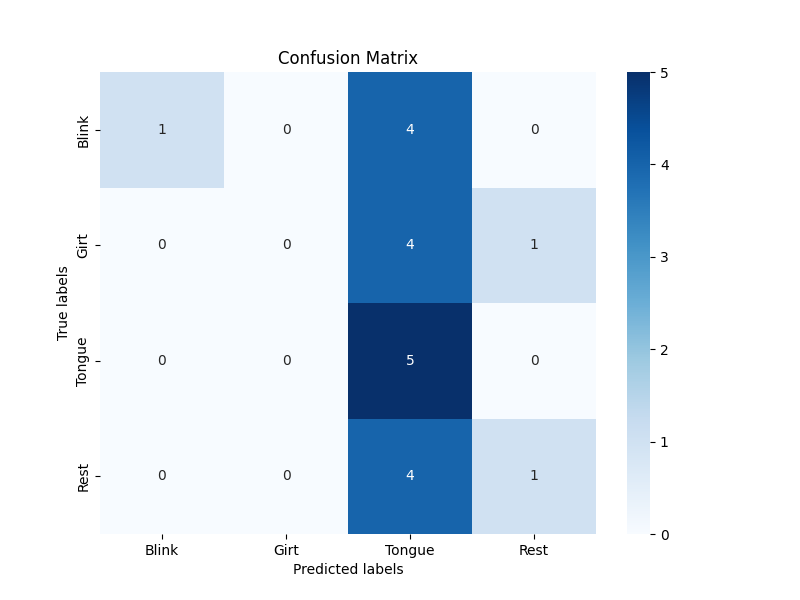 Confusion Matrix
True labels
Blink
1 0 4 0
Girt
0 0 4 1
Tongue
0 0 5 0
Rest
0 0 4 1
Blink Girt Tongue Rest
Predicted labels
5
4
3
2
1
0